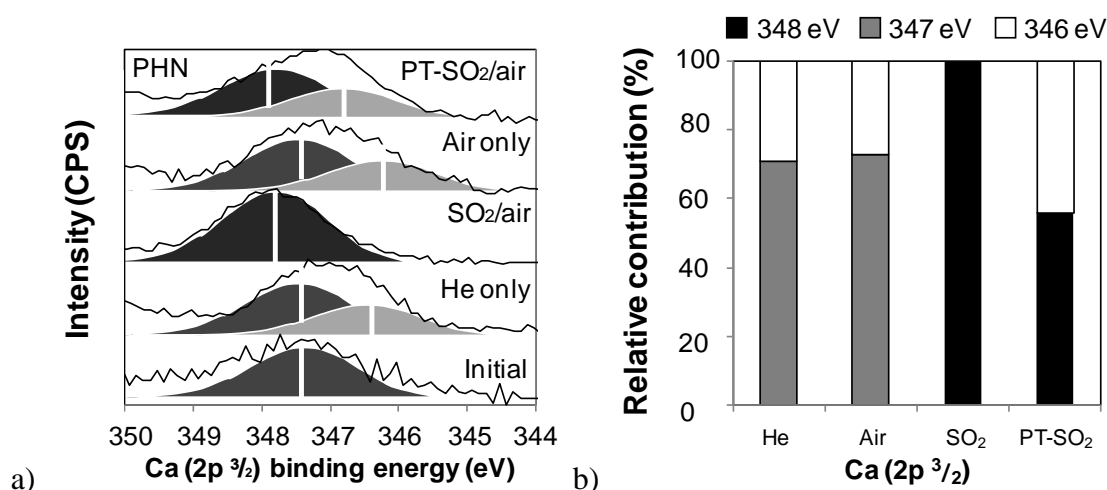 PHN
PT-SO₂/air
Air only
SO₂/air
He only
Initial
Intensity (CPS)
350 349 348 347 346 345 344
Ca (2p ³/₂) binding energy (eV)
a)
348 eV 347 eV 346 eV
100
80
60
40
20
0
Relative contribution (%)
He Air SO₂ PT-SO₂
Ca (2p ³/₂)
b)